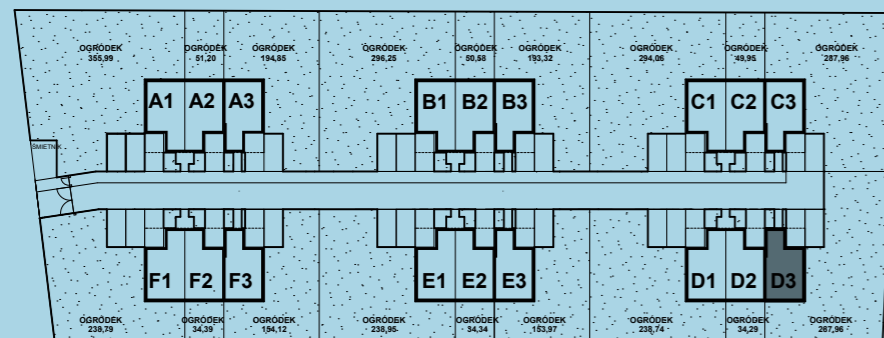 OGRÓDEK OGRÓDEK OGRÓDEK OGRÓDEK OGRÓDEK OGRÓDEK OGRÓDEK OGRÓDEK OGRÓDEK
355,99 51,20 194,85 296,25 50,58 193,32 294,06 49,95 287,96
A1 A2 A3 B1 B2 B3 C1 C2 C3
ŚMIETNIK
F1 F2 F3 E1 E2 E3 D1 D2 D3
OGRÓDEK OGRÓDEK OGRÓDEK OGRÓDEK OGRÓDEK OGRÓDEK OGRÓDEK OGRÓDEK OGRÓDEK
238,79 34,39 154,12 238,95 34,34 153,97 238,74 34,29 267,96